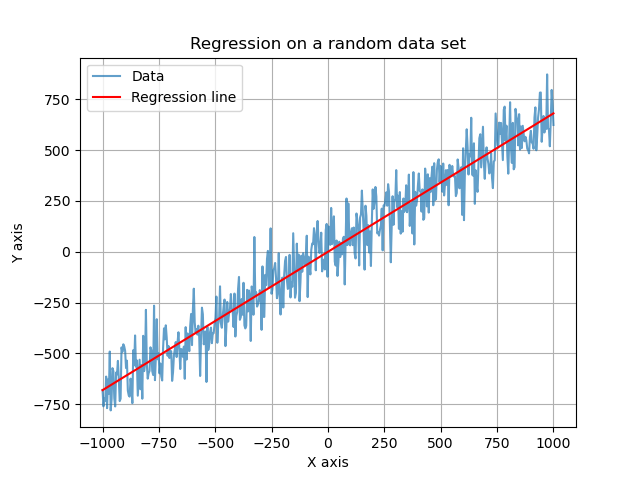 Regression on a random data set
Data
Regression line
750
500
250
0
−250
−500
−750
Y axis
−1000 −750 −500 −250 0 250 500 750 1000
X axis